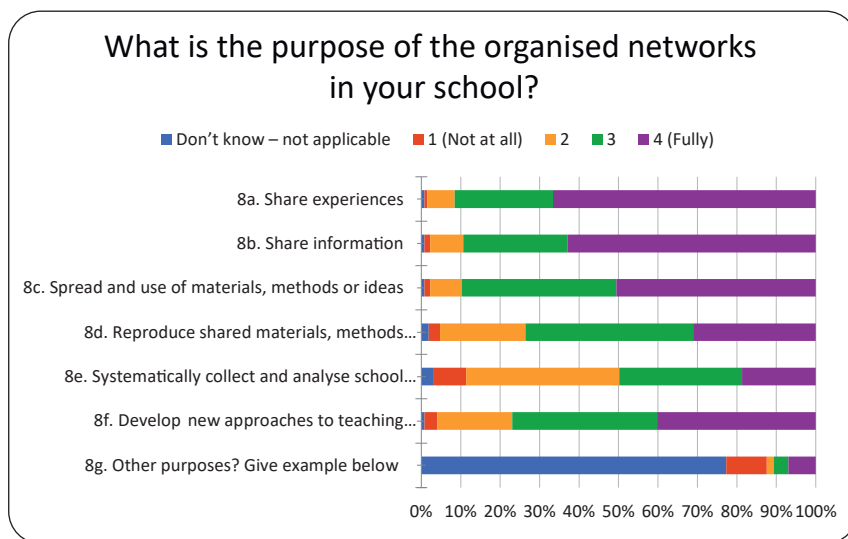 What is the purpose of the organised networks
in your school?
Don't know – not applicable 1 (Not at all) 2 3 4 (Fully)
8a. Share experiences
8b. Share information
8c. Spread and use of materials, methods or ideas
8d. Reproduce shared materials, methods...
8e. Systematically collect and analyse school...
8f. Develop new approaches to teaching...
8g. Other purposes? Give example below
0% 10% 20% 30% 40% 50% 60% 70% 80% 90% 100%